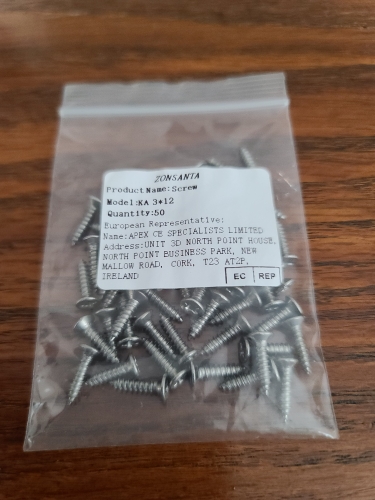 ZONSANTA
Product Name:Screw
Model:KA 3*12
Quantity:50
European Representative:
Name:APEX CE SPECIALISTS LIMITED
Address:UNIT 3D NORTH POINT HOUSE,
NORTH POINT BUSINESS PARK, NEW
MALLOW ROAD, CORK, T23 AT2P,
IRELAND
EC REP